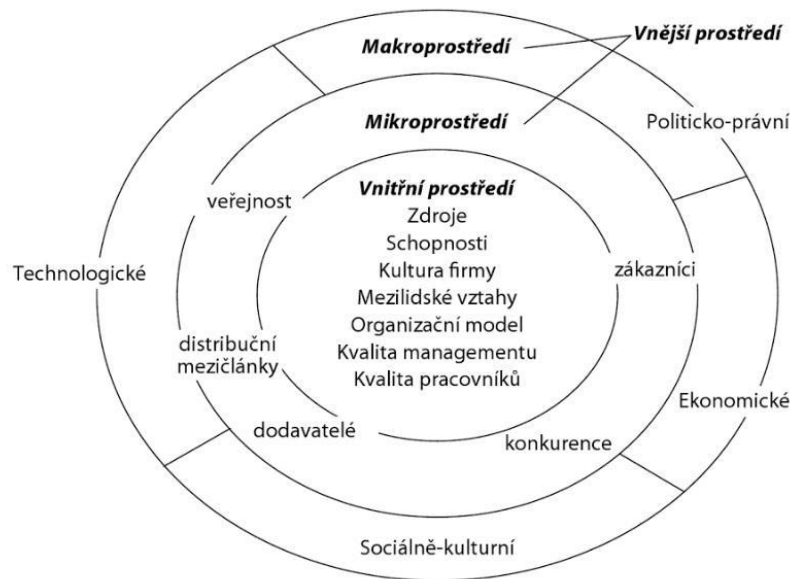 Makroprostředí
Vnější prostředí
Mikroprostředí
Politicko-právní
Vnitřní prostředí
veřejnost
Zdroje
Schopnosti
Technologické
Kultura firmy
zákazníci
Mezilidské vztahy
Organizační model
distribuční
mezičlánky
Kvalita managementu
Kvalita pracovníků
Ekonomické
dodavatelé
konkurence
Sociálně-kulturní